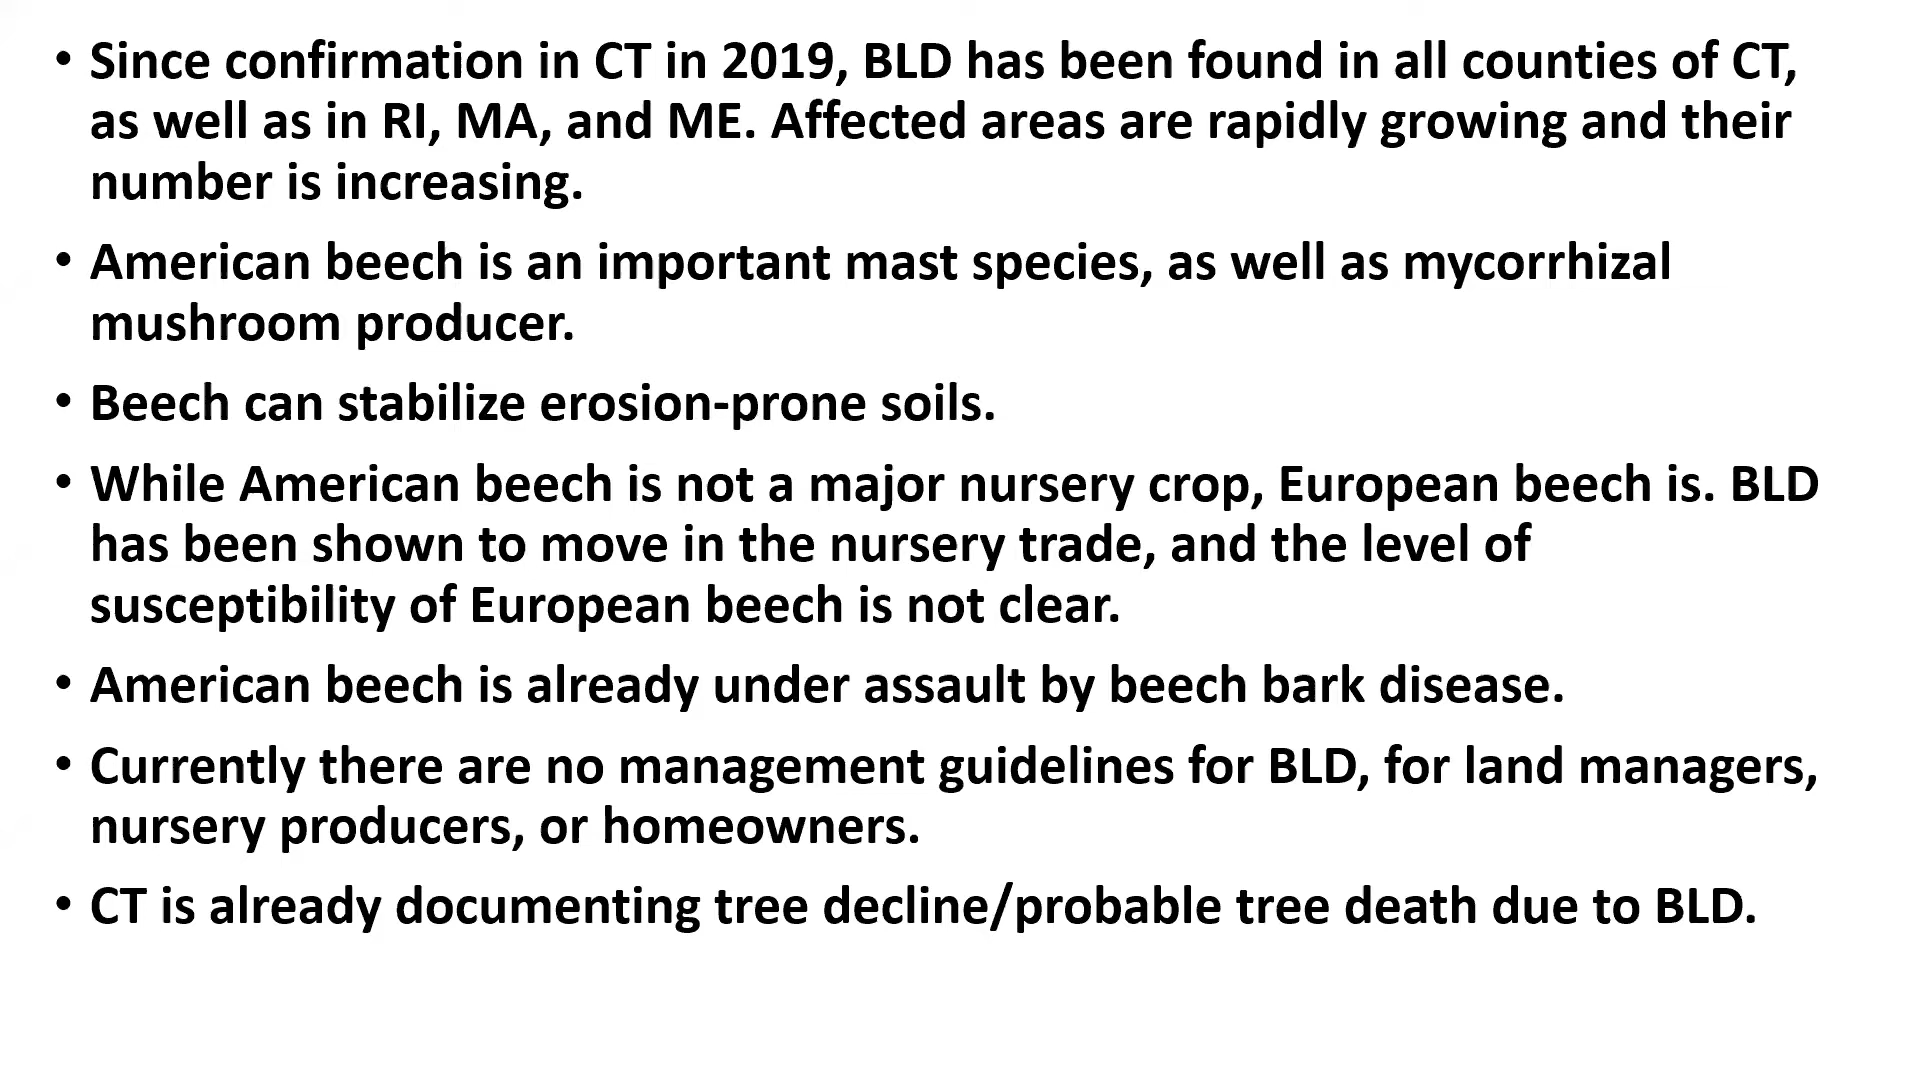 • Since confirmation in CT in 2019, BLD has been found in all counties of CT,
as well as in RI, MA, and ME. Affected areas are rapidly growing and their
number is increasing.
• American beech is an important mast species, as well as mycorrhizal
mushroom producer.
• Beech can stabilize erosion-prone soils.
• While American beech is not a major nursery crop, European beech is. BLD
has been shown to move in the nursery trade, and the level of
susceptibility of European beech is not clear.
• American beech is already under assault by beech bark disease.
• Currently there are no management guidelines for BLD, for land managers,
nursery producers, or homeowners.
• CT is already documenting tree decline/probable tree death due to BLD.